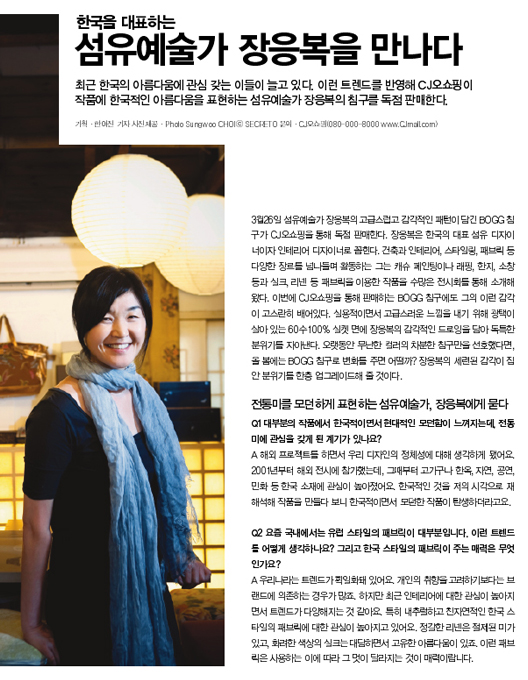 한국을 대표하는
섬유예술가 장응복을 만나다
최근 한국의 아름다움에 관심 갖는 이들이 늘고 있다. 이런 트렌드를 반영해 CJ오쇼핑이
작품에 한국적인 아름다움을 표현하는 섬유예술가 장응복의 침구를 독점 판매한다.
기획·한여진 기자 사진제공·Photo Sungwoo CHOI ⓒ SECRETO 문의·CJ오쇼핑(080-000-8000 www.CJmall.com)
3월26일 섬유예술가 장응복의 고급스럽고 감각적인 패턴이 담긴 BOGG 침
구가 CJ오쇼핑을 통해 독점 판매한다. 장응복은 한국의 대표 섬유 디자이
너이자 인테리어 디자이너로 꼽힌다. 건축과 인테리어, 스타일링, 패브릭 등
다양한 장르를 넘나들며 활동하는 그는 캐슈 페인팅이나 래핑, 한지, 소창
등과 실크, 리넨 등 패브릭을 이용한 작품을 수많은 전시회를 통해 소개해
왔다. 이번에 CJ오쇼핑을 통해 판매하는 BOGG 침구에도 그의 이런 감각
이 고스란히 배어있다. 실용적이면서 고급스러운 느낌을 내기 위해 광택이
살아 있는 60수100% 실켓 면에 장응복의 감각적인 드로잉을 담아 독특한
분위기를 자아낸다. 오랫동안 무난한 컬러의 차분한 침구만을 선호했다면,
올 봄에는 BOGG 침구로 변화를 주면 어떨까? 장응복의 세련된 감각이 집
안 분위기를 한층 업그레이드해 줄 것이다.
전통미를 모던하게 표현하는 섬유예술가, 장응복에게 묻다
Q1 대부분의 작품에서 한국적이면서 현대적인 모던함이 느껴지는데, 전통
미에 관심을 갖게 된 계기가 있나요?
A 해외 프로젝트를 하면서 우리 디자인의 정체성에 대해 생각하게 됐어요.
2001년부터 해외 전시에 참가했는데, 그때부터 고가구나 한옥, 자연, 공연,
민화 등 한국 소재에 관심이 높아졌어요. 한국적인 것을 저의 시각으로 재
해석해 작품을 만들다 보니 한국적이면서 모던한 작품이 탄생하더라고요.
Q2 요즘 국내에서는 유럽 스타일의 패브릭이 대부분입니다. 이런 트렌드
를 어떻게 생각하나요? 그리고 한국 스타일의 패브릭이 주는 매력은 무엇
인가요?
A 우리나라는 트렌드가 획일화돼 있어요. 개인의 취향을 고려하기보다는 브
랜드에 의존하는 경우가 많죠. 하지만 최근 인테리어에 대한 관심이 높아지
면서 트렌드가 다양해지는 것 같아요. 특히 내추럴하고 친자연적인 한국 스
타일의 패브릭에 대한 관심이 높아지고 있어요. 정갈한 리넨은 절제된 미가
있고, 화려한 색상의 실크는 대담하면서 고유한 아름다움이 있죠. 이런 패브
릭은 사용하는 이에 따라 그 멋이 달라지는 것이 매력이랍니다.